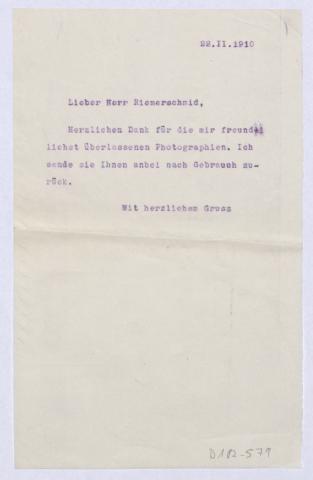 22.II.1910
Lieber Herr Riemerschmid,
Herzlichen Dank für die mir freund
lichst überlassenen Photographien. Ich
sende sie Ihnen anbei nach Gebrauch zu-
rück.
Mit herzlichem Gruss
D 102-579